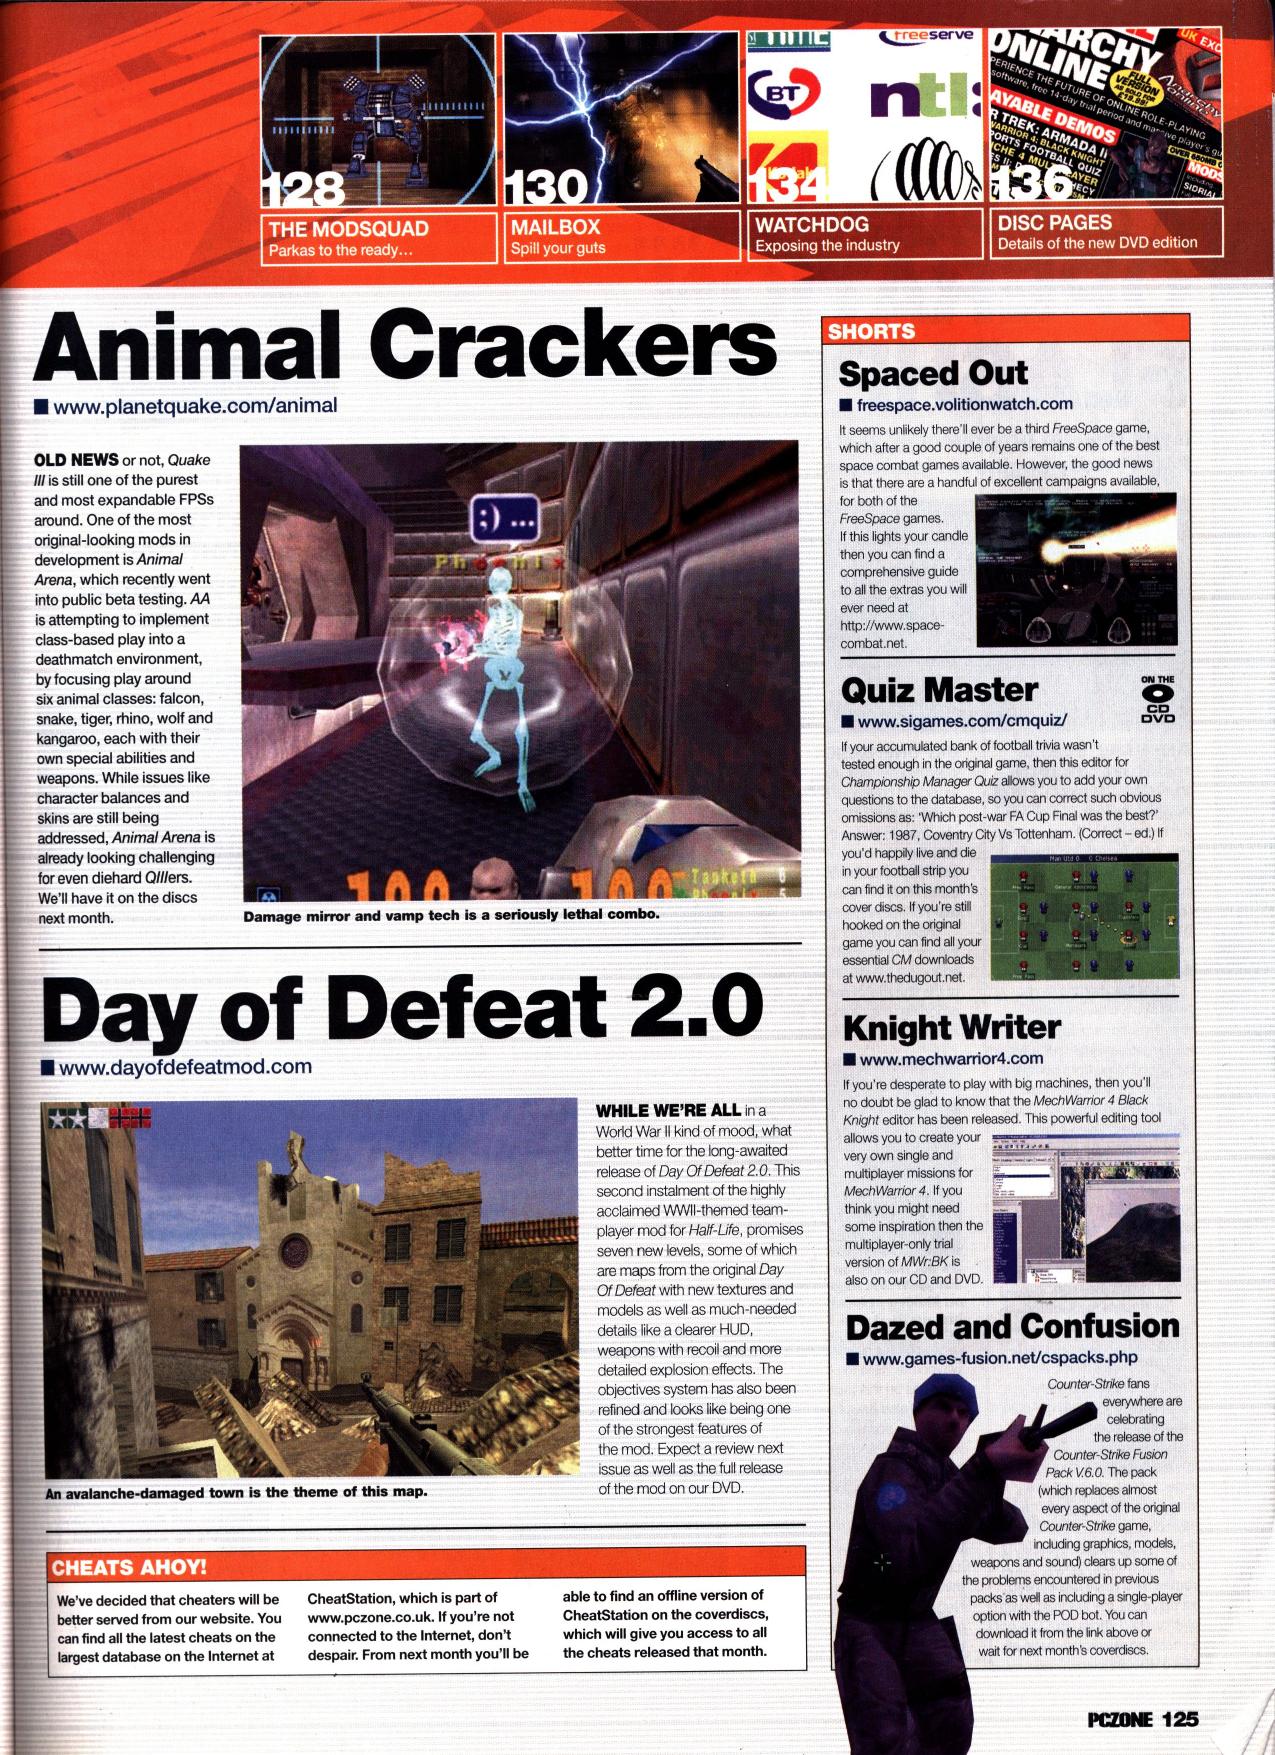 128
THE MODSQUAD
Parkas to the ready...
130
MAILBOX
Spill your guts
freeserve
BT
ntl:
134
WATCHDOG
Exposing the industry
ONLINE
FULL VERSION
AYABLE DEMOS
136
DISC PAGES
Details of the new DVD edition
Animal Crackers
www.planetquake.com/animal
OLD NEWS or not, Quake
III is still one of the purest
and most expandable FPSs
around. One of the most
original-looking mods in
development is Animal
Arena, which recently went
into public beta testing. AA
is attempting to implement
class-based play into a
deathmatch environment,
by focusing play around
six animal classes: falcon,
snake, tiger, rhino, wolf and
kangaroo, each with their
own special abilities and
weapons. While issues like
character balances and
skins are still being
addressed, Animal Arena is
already looking challenging
for even diehard QIIIers.
We'll have it on the discs
next month.
;) ...
Phoenix
100 100
Damage mirror and vamp tech is a seriously lethal combo.
Day of Defeat 2.0
www.dayofdefeatmod.com
An avalanche-damaged town is the theme of this map.
WHILE WE'RE ALL in a
World War II kind of mood, what
better time for the long-awaited
release of Day Of Defeat 2.0. This
second instalment of the highly
acclaimed WWII-themed team-
player mod for Half-Life, promises
seven new levels, some of which
are maps from the original Day
Of Defeat with new textures and
models as well as much-needed
details like a clearer HUD,
weapons with recoil and more
detailed explosion effects. The
objectives system has also been
refined and looks like being one
of the strongest features of
the mod. Expect a review next
issue as well as the full release
of the mod on our DVD.
CHEATS AHOY!
We've decided that cheaters will be
better served from our website. You
can find all the latest cheats on the
largest database on the Internet at
CheatStation, which is part of
www.pczone.co.uk. If you're not
connected to the Internet, don't
despair. From next month you'll be
able to find an offline version of
CheatStation on the coverdiscs,
which will give you access to all
the cheats released that month.
SHORTS
Spaced Out
freespace.volitionwatch.com
It seems unlikely there'll ever be a third FreeSpace game,
which after a good couple of years remains one of the best
space combat games available. However, the good news
is that there are a handful of excellent campaigns available,
for both of the
FreeSpace games.
If this lights your candle
then you can find a
comprehensive guide
to all the extras you will
ever need at
http://www.space-
combat.net.
Quiz Master
ON THE
CD
DVD
www.sigames.com/cmquiz/
If your accumulated bank of football trivia wasn't
tested enough in the original game, then this editor for
Championship Manager Quiz allows you to add your own
questions to the database, so you can correct such obvious
omissions as: 'Which post-war FA Cup Final was the best?'
Answer: 1987, Coventry City Vs Tottenham. (Correct – ed.) If
you'd happily live and die
in your football strip you
can find it on this month's
cover discs. If you're still
hooked on the original
game you can find all your
essential CM downloads
at www.thedugout.net.
Man Utd 0 0 Chelsea
Knight Writer
www.mechwarrior4.com
If you're desperate to play with big machines, then you'll
no doubt be glad to know that the MechWarrior 4 Black
Knight editor has been released. This powerful editing tool
allows you to create your
very own single and
multiplayer missions for
MechWarrior 4. If you
think you might need
some inspiration then the
multiplayer-only trial
version of MWr:BK is
also on our CD and DVD.
Dazed and Confusion
www.games-fusion.net/cspacks.php
Counter-Strike fans
everywhere are
celebrating
the release of the
Counter-Strike Fusion
Pack V.6.0. The pack
(which replaces almost
every aspect of the original
Counter-Strike game,
including graphics, models,
weapons and sound) clears up some of
the problems encountered in previous
packs as well as including a single-player
option with the POD bot. You can
download it from the link above or
wait for next month's coverdiscs.
PCZONE 125